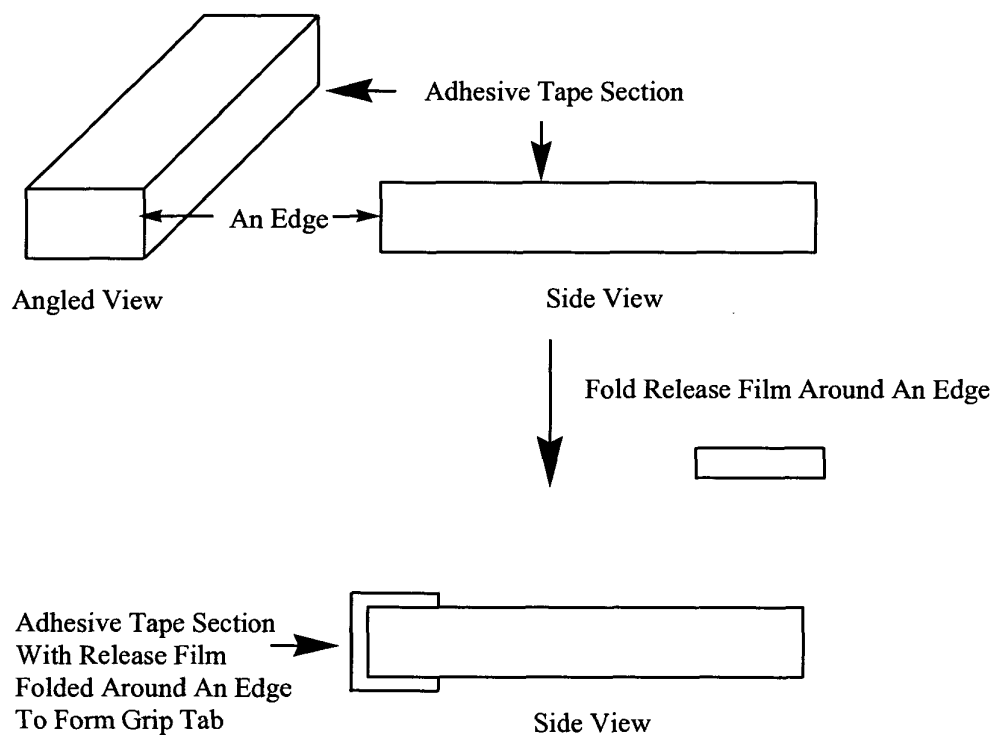 Adhesive Tape Section
An Edge
Angled View
Side View
Fold Release Film Around An Edge
Adhesive Tape Section
With Release Film
Folded Around An Edge
To Form Grip Tab
Side View